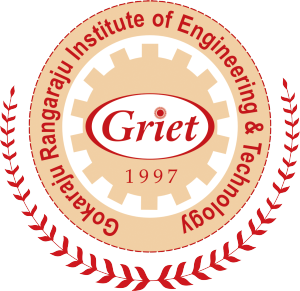 Gokaraju Rangaraju Institute of Engineering & Technology
Griet
1997